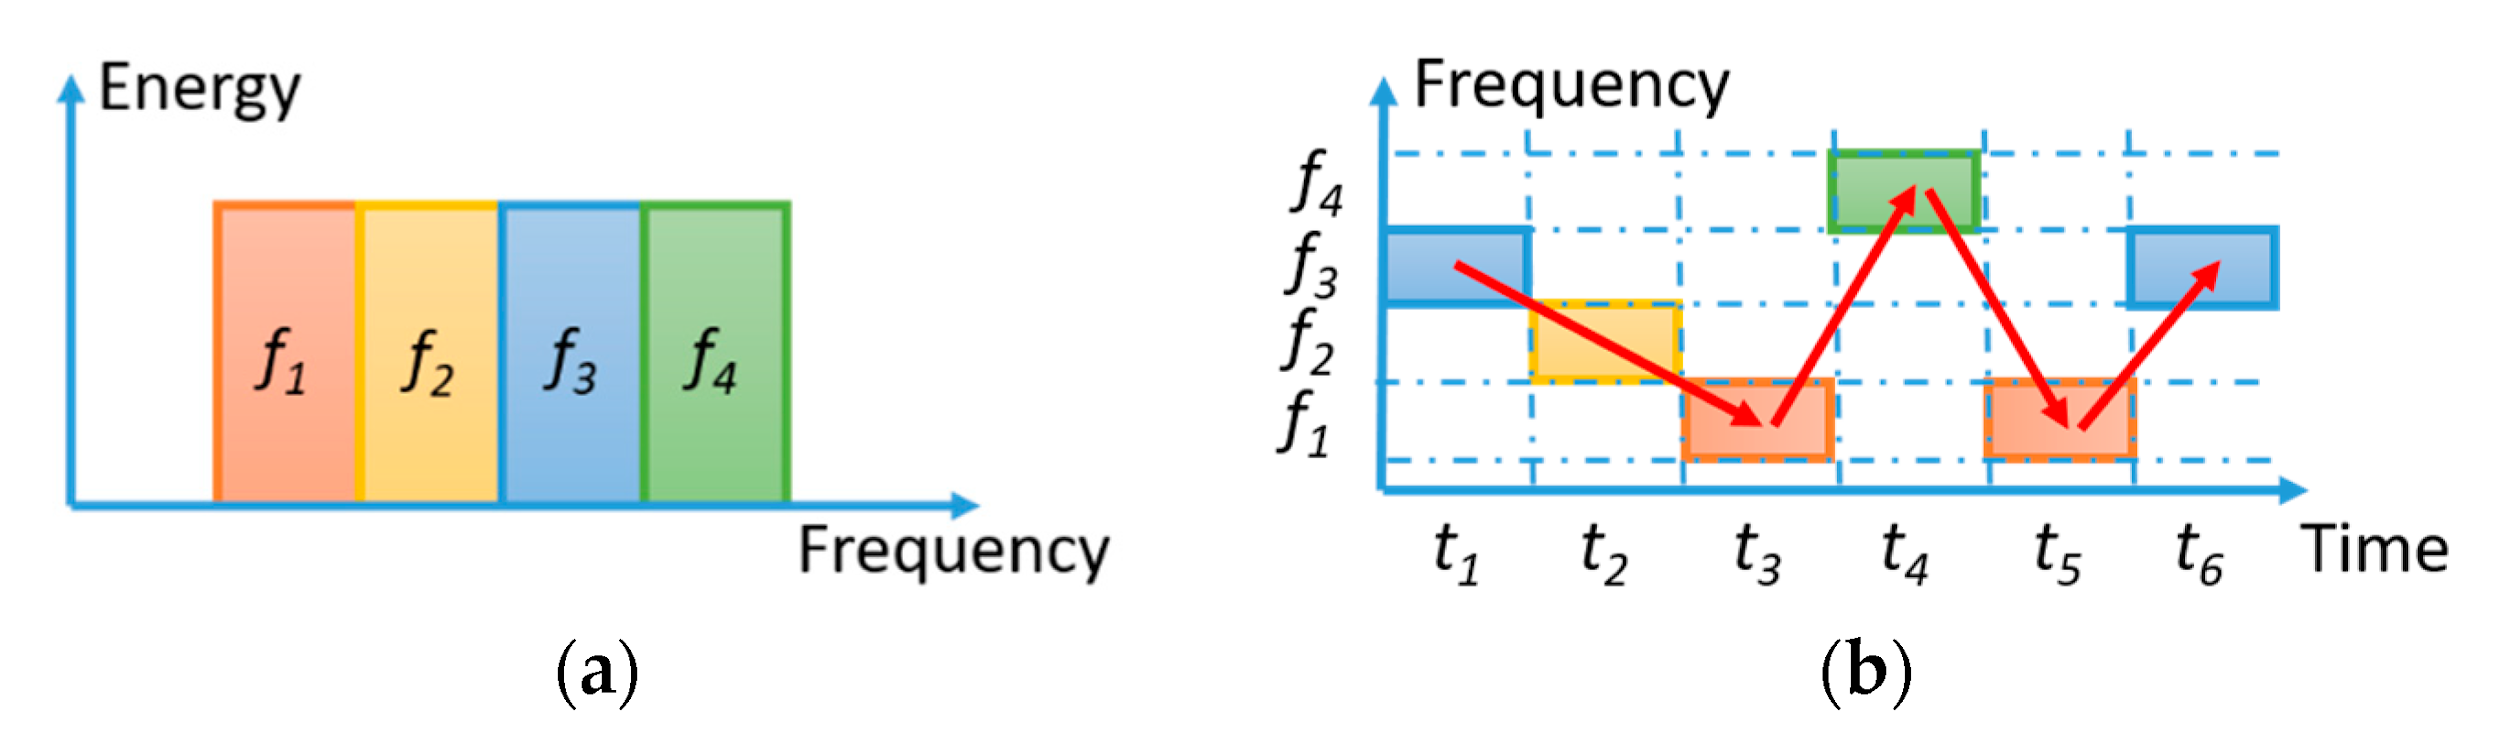 Energy
f1 f2 f3 f4
Frequency
(a)
Frequency
f4
f3
f2
f1
t1 t2 t3 t4 t5 t6 Time
(b)